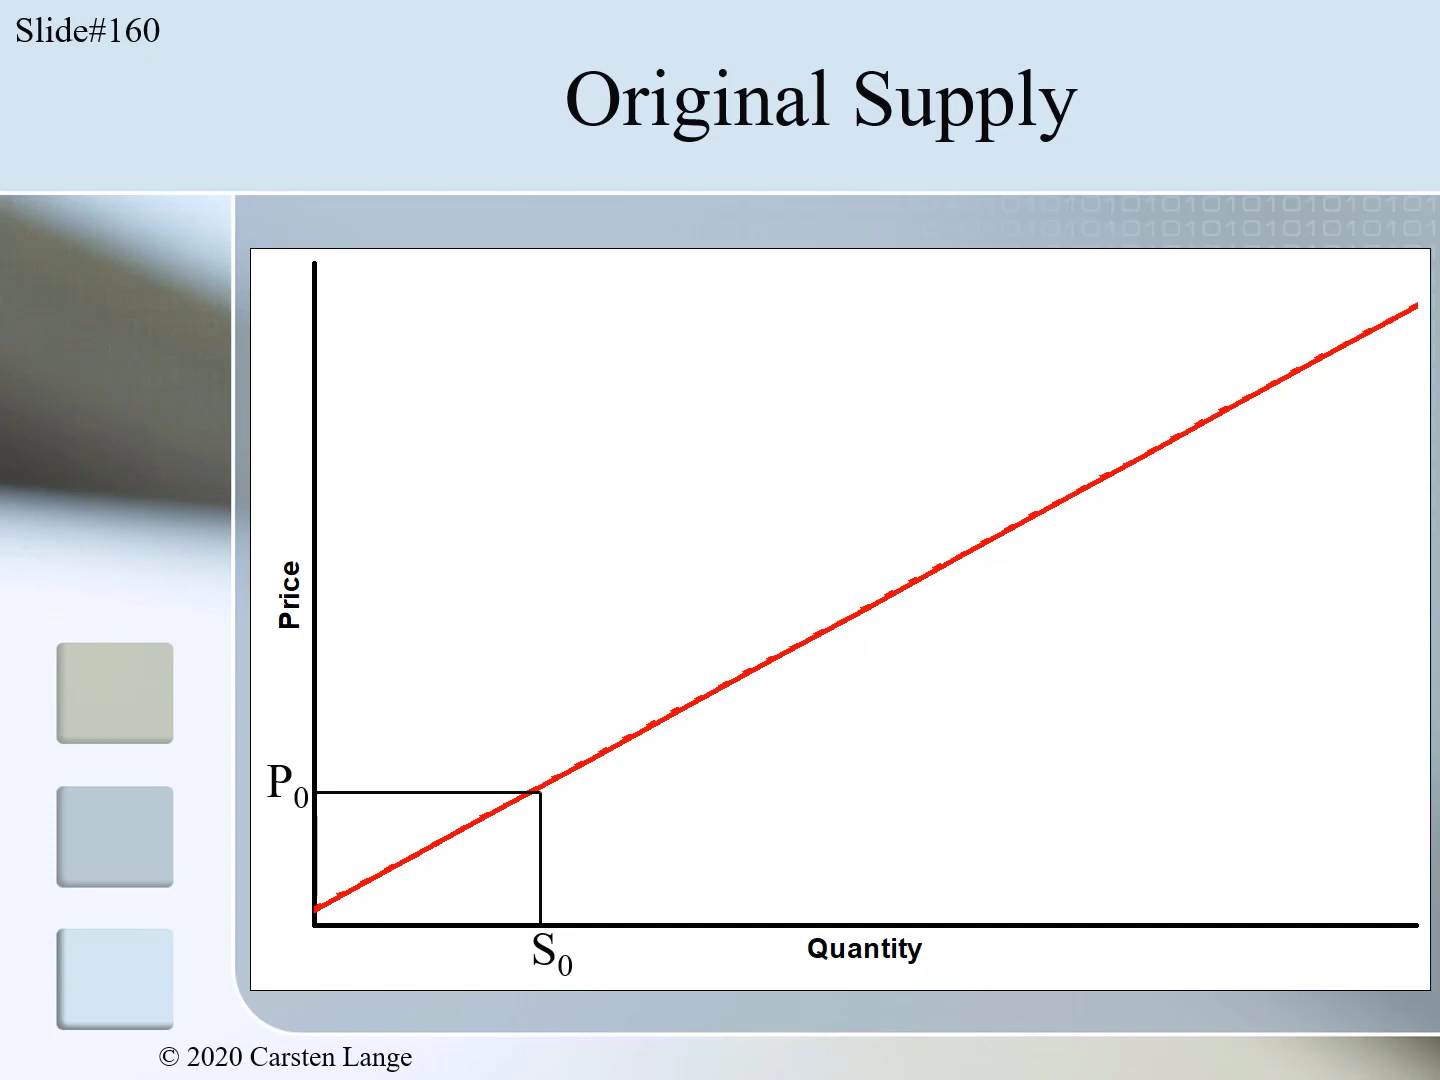 Slide#160
Original Supply
Price
P0
S0
Quantity
© 2020 Carsten Lange